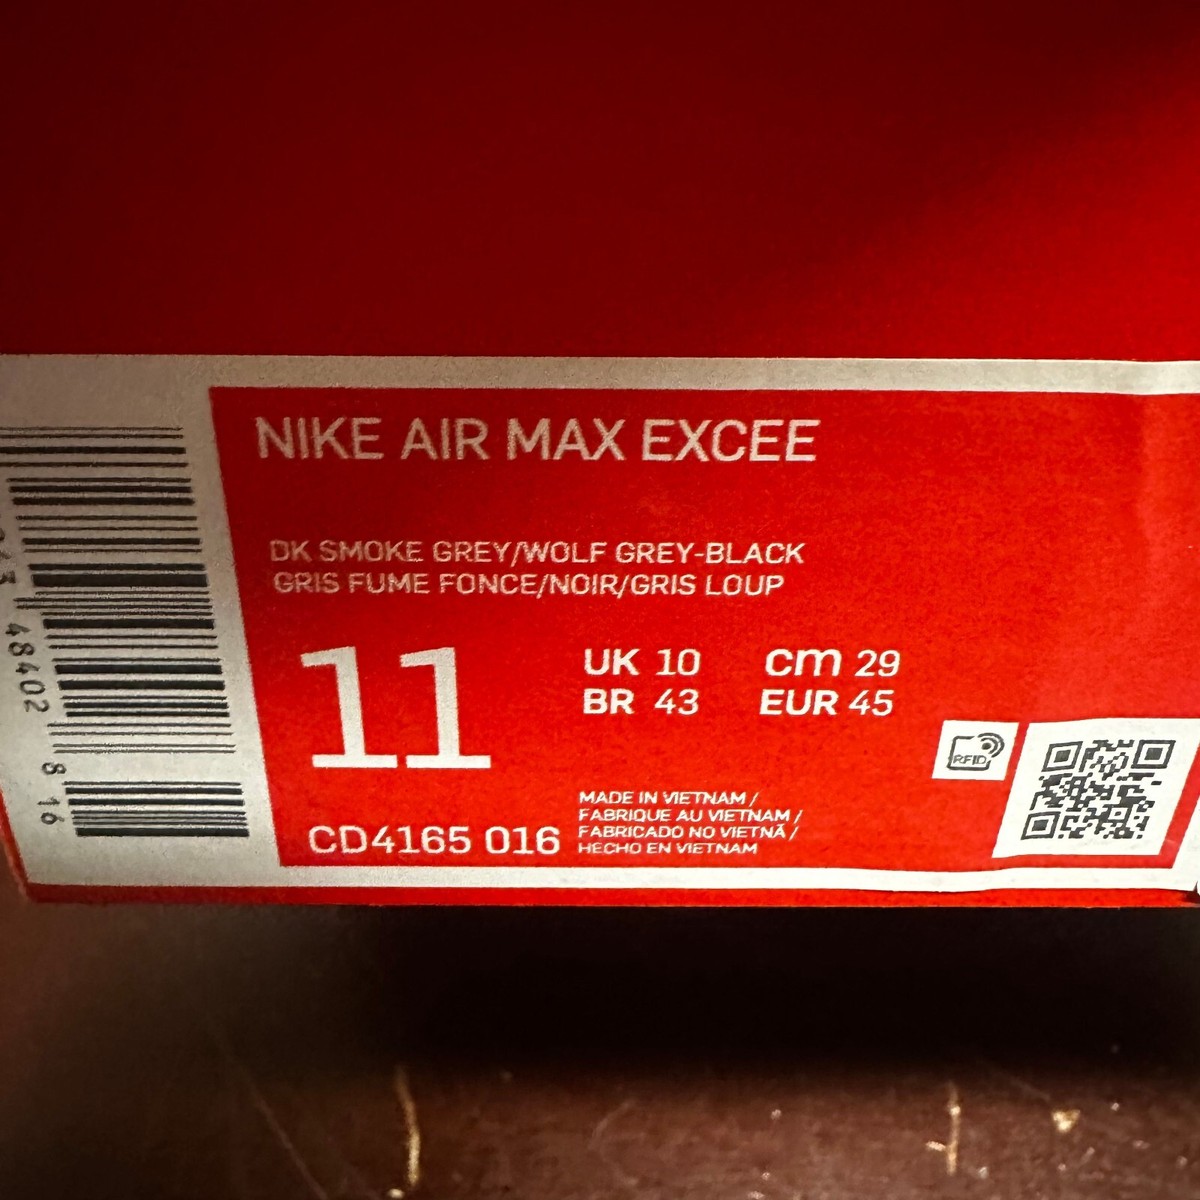 NIKE AIR MAX EXCEE
DK SMOKE GREY/WOLF GREY-BLACK
GRIS FUME FONCE/NOIR/GRIS LOUP
11
UK 10 cm 29
BR 43 EUR 45
CD4165 016
MADE IN VIETNAM /
FABRIQUE AU VIETNAM /
FABRICADO NO VIETNÃ /
HECHO EN VIETNAM
RFID
48402 8 16